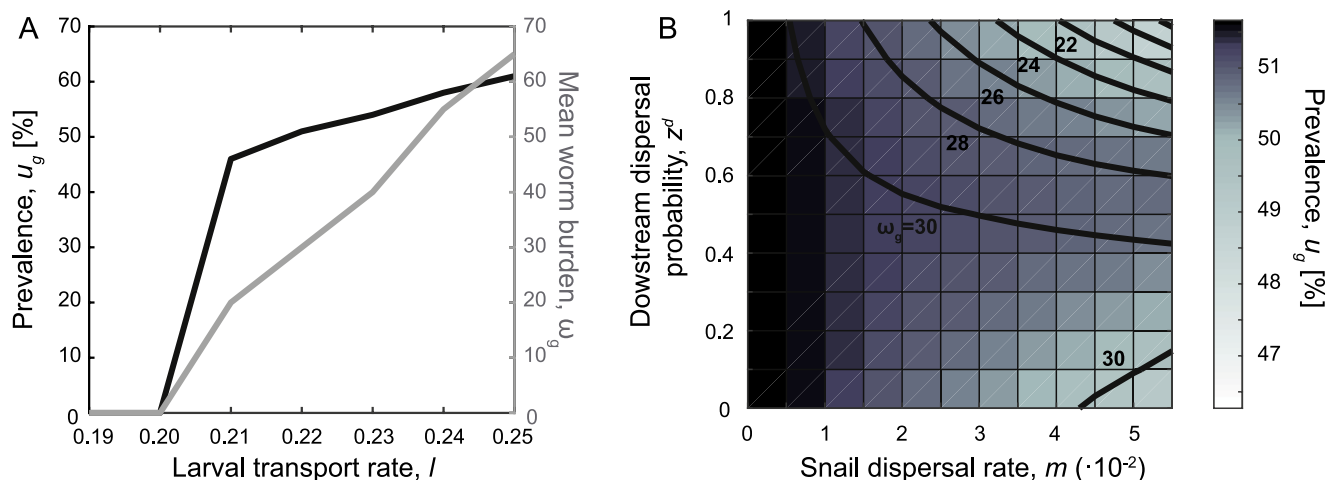 A
Prevalence, u_g [%]
70
60
50
40
30
20
10
0
0.19 0.20 0.21 0.22 0.23 0.24 0.25
Larval transport rate, l
70
60
50
40
30
20
10
0
Mean worm burden, ω_g
B
Dowstream dispersal
probability, z^d
1
0.8
0.6
0.4
0.2
0
0 1 2 3 4 5
Snail dispersal rate, m (·10^-2)
22
24
26
28
ω_g=30
30
51
50
49
48
47
Prevalence, u_g [%]